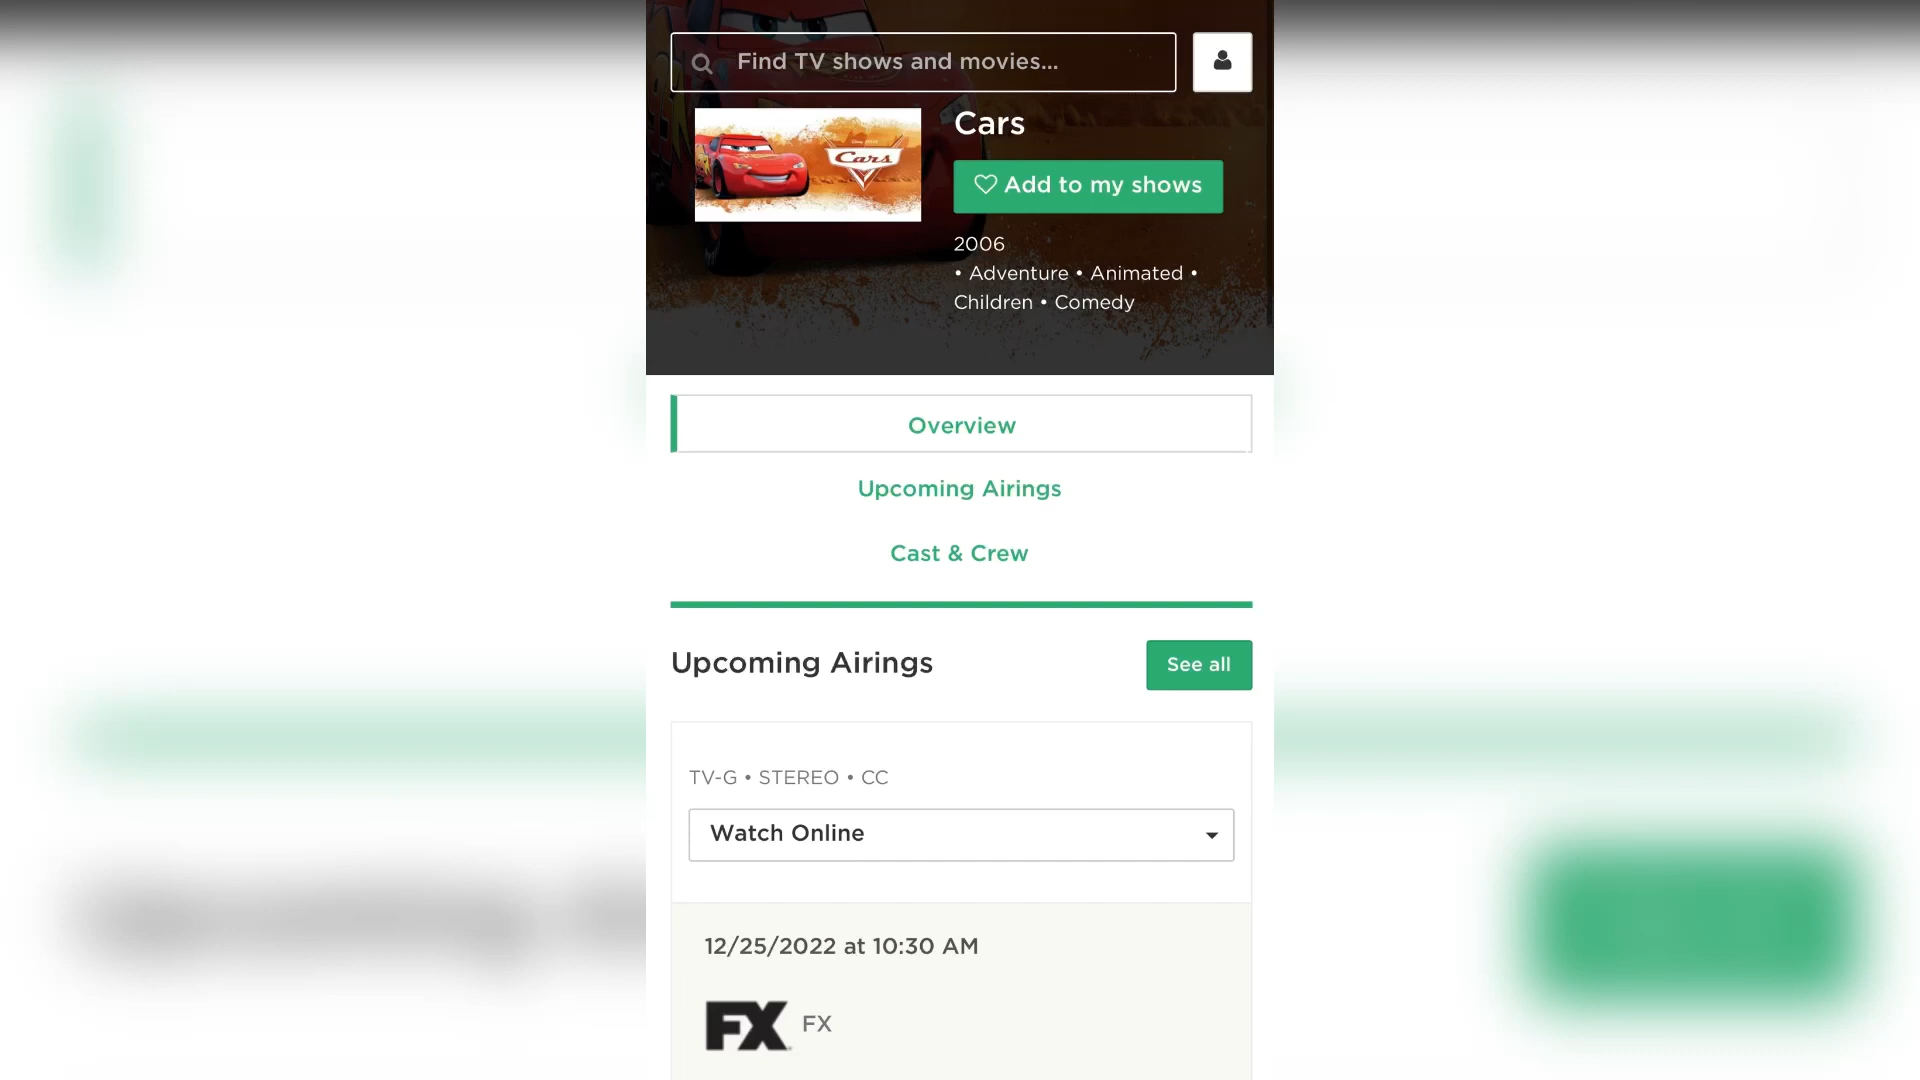 Find TV shows and movies...
Cars
Cars
Add to my shows
2006
• Adventure • Animated •
Children • Comedy
Overview
Upcoming Airings
Cast & Crew
Upcoming Airings
See all
TV-G • STEREO • CC
Watch Online
12/25/2022 at 10:30 AM
FX FX